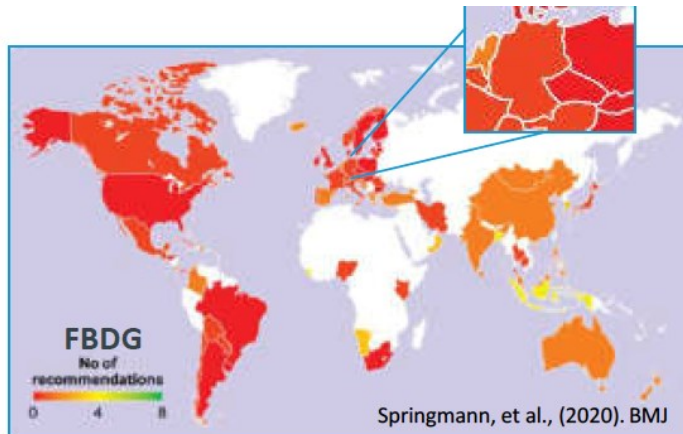 FBDG
No of
recommendations
0 4 8
Springmann, et al., (2020). BMJ